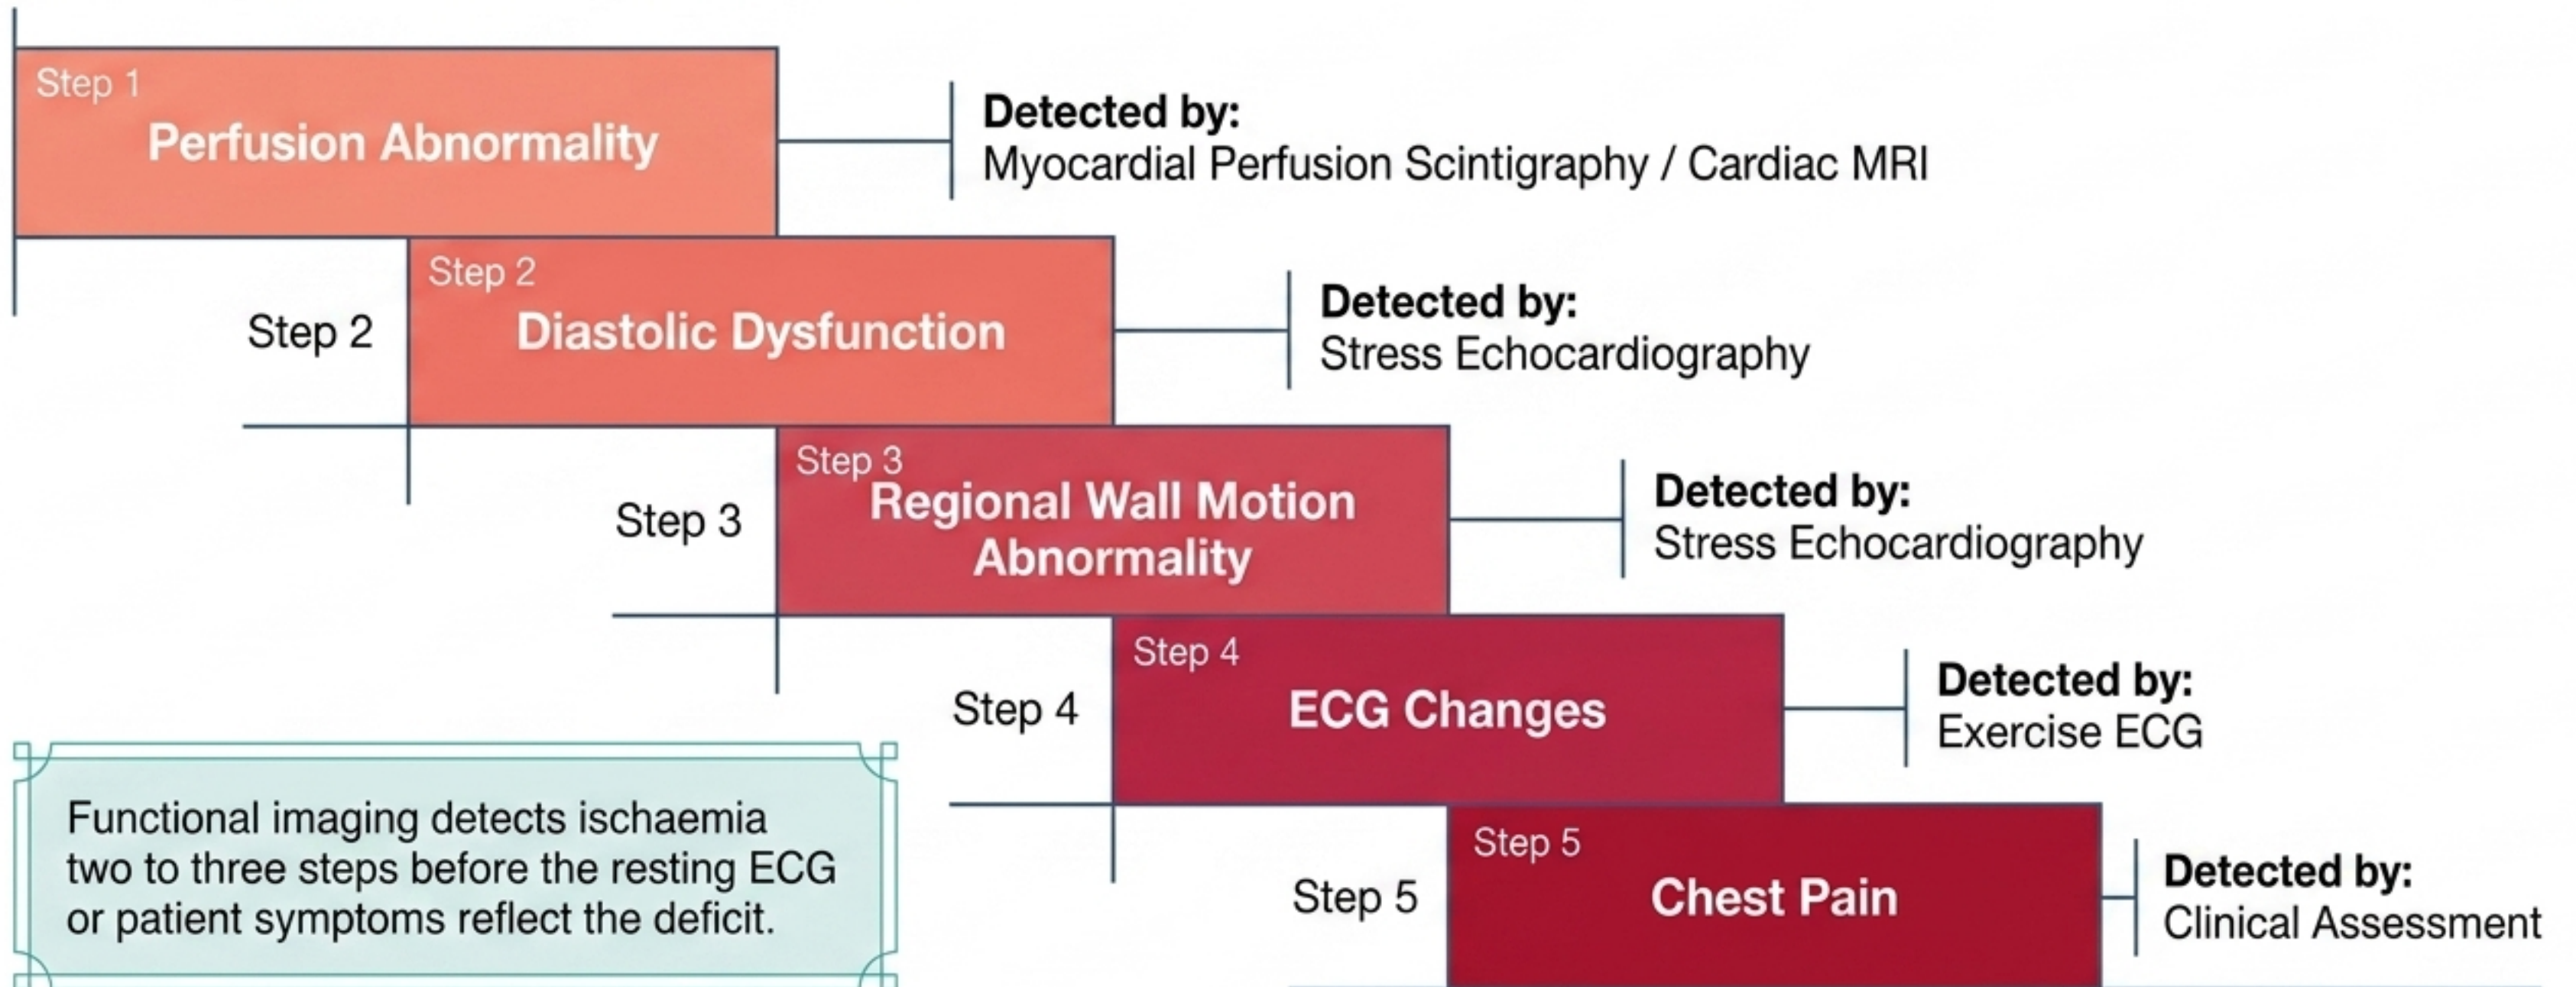 Step 1
Perfusion Abnormality
Detected by:
Myocardial Perfusion Scintigraphy / Cardiac MRI
Step 2
Step 2
Diastolic Dysfunction
Detected by:
Stress Echocardiography
Step 3
Step 3
Regional Wall Motion
Abnormality
Detected by:
Stress Echocardiography
Step 4
Step 4
ECG Changes
Detected by:
Exercise ECG
Functional imaging detects ischaemia
two to three steps before the resting ECG
or patient symptoms reflect the deficit.
Step 5
Step 5
Chest Pain
Detected by:
Clinical Assessment